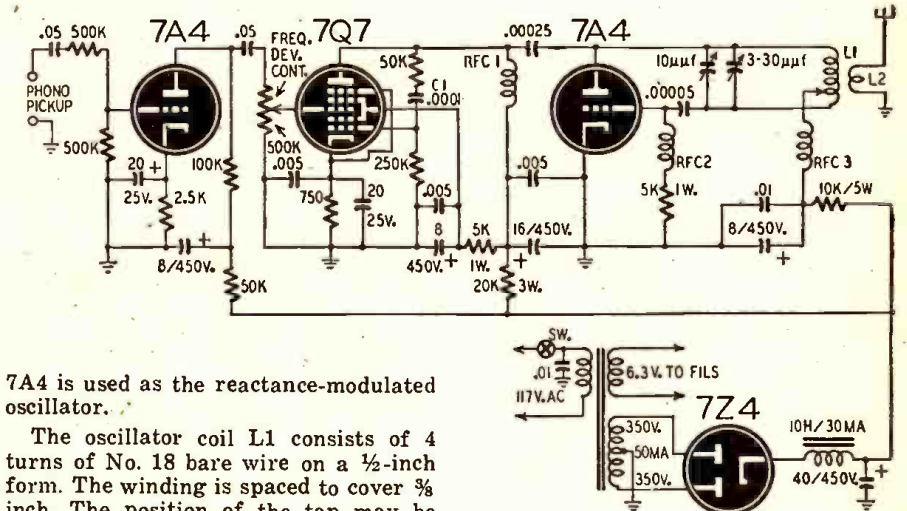 7A4
7Q7
7A4
.05 500K
.05
FREQ.
DEV.
CONT.
50K
RFC 1
.00025
10µµf
3-30µµf
L1
L2
PHONO
PICKUP
C1
.0001
.00005
500K
500K
20 +
25V.
2.5K
100K
.005
750
20
25V.
250K
.005
.005
RFC2
5K 1W.
RFC 3
.01
10K/5W
8/450V.
+
8/450V. +
50K
8
450V. +
5K
1W.
16/450V.
+
20K 3W.
SW.
.01
117V.AC
6.3V. TO FILS
7Z4
350V.
50MA
350V.
10H/30MA
40/450V.
+
7A4 is used as the reactance-modulated
oscillator.
The oscillator coil L1 consists of 4
turns of No. 18 bare wire on a ½-inch
form. The winding is spaced to cover ⅜
inch. The position of the tap may be